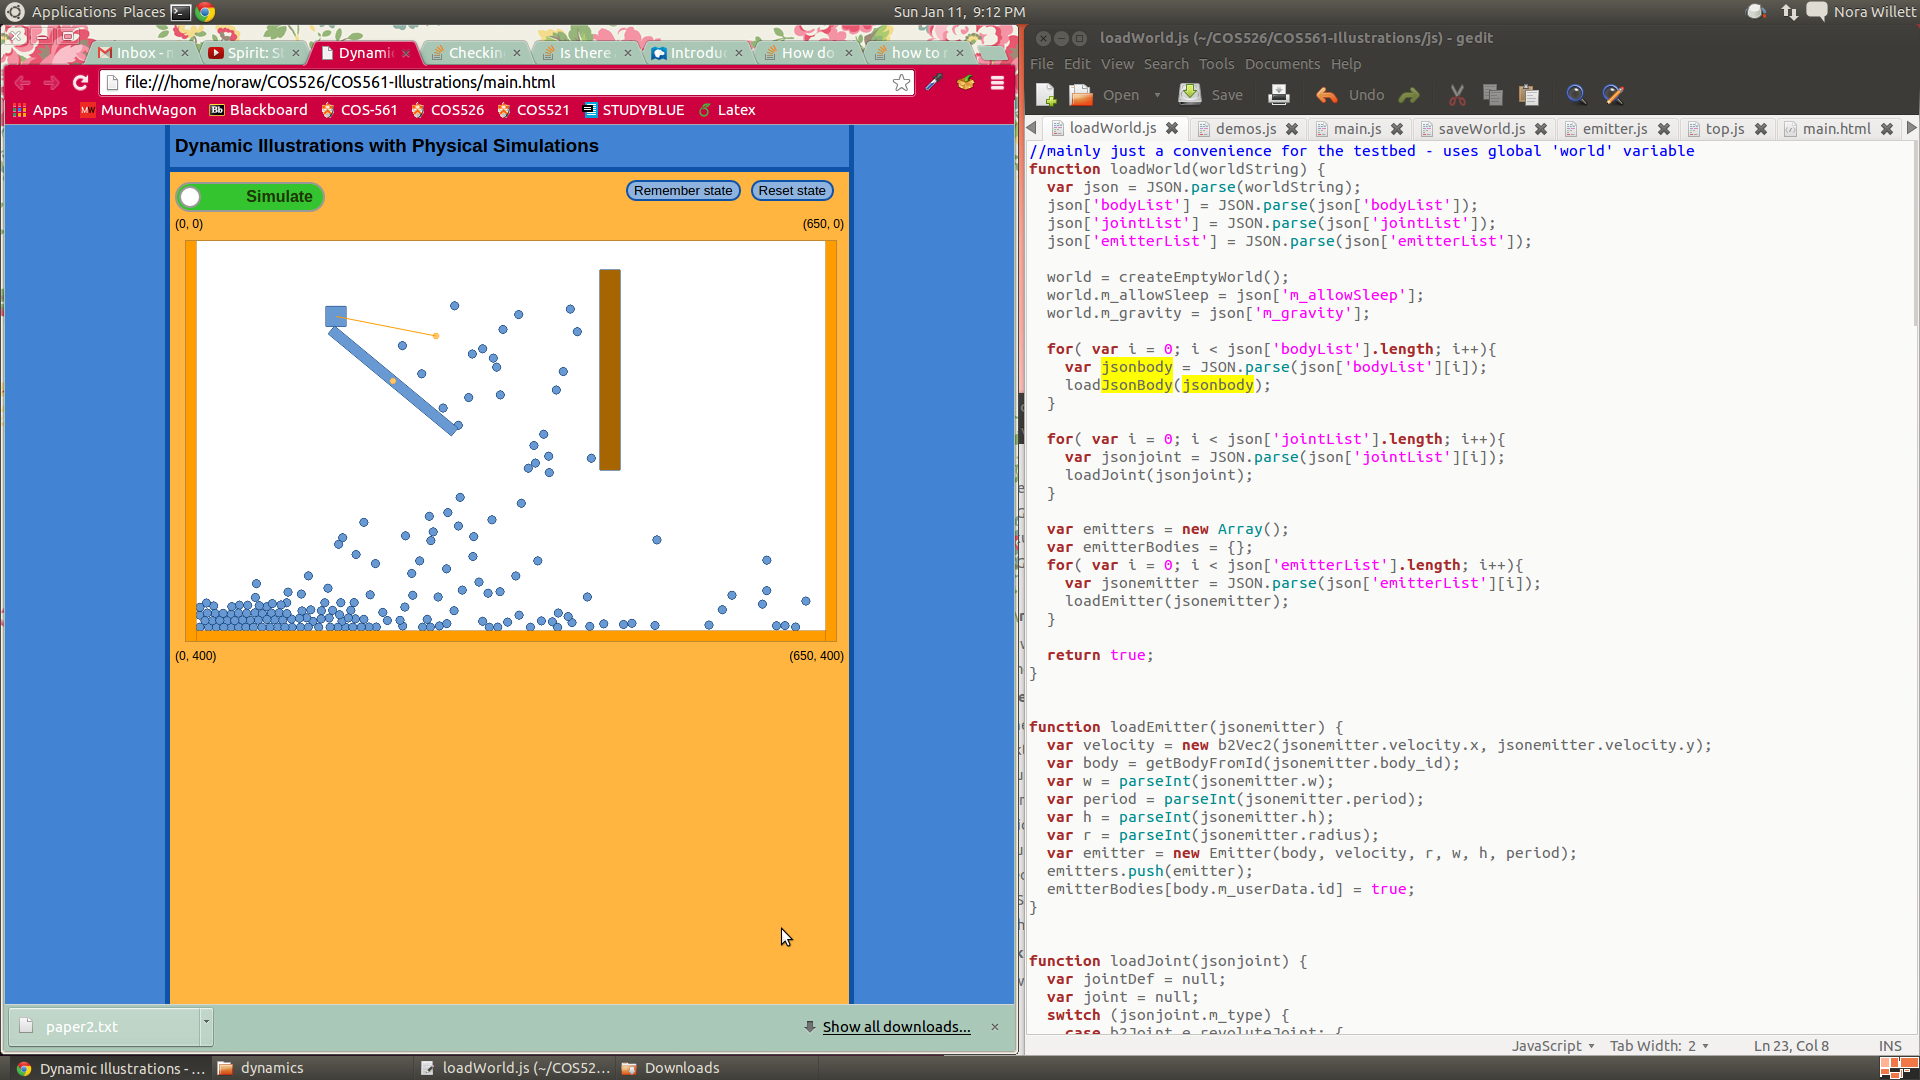 Applications Places
Sun Jan 11, 9:12 PM
Nora Willett
Inbox - n
Spirit: St
Dynami
Checkin
Is there
Introdu
How do
how to r
file:///home/noraw/COS526/COS561-Illustrations/main.html
Apps MunchWagon Blackboard COS-561 COS526 COS521 STUDYBLUE Latex
Dynamic Illustrations with Physical Simulations
Simulate
Remember state
Reset state
(0, 0)
(650, 0)
(0, 400)
(650, 400)
paper2.txt
Show all downloads...
loadWorld.js (~/COS526/COS561-Illustrations/js) - gedit
File Edit View Search Tools Documents Help
Open Save Undo
loadWorld.js demos.js main.js saveWorld.js emitter.js top.js main.html
//mainly just a convenience for the testbed - uses global 'world' variable
function loadWorld(worldString) {
  var json = JSON.parse(worldString);
  json['bodyList'] = JSON.parse(json['bodyList']);
  json['jointList'] = JSON.parse(json['jointList']);
  json['emitterList'] = JSON.parse(json['emitterList']);
  world = createEmptyWorld();
  world.m_allowSleep = json['m_allowSleep'];
  world.m_gravity = json['m_gravity'];
  for( var i = 0; i < json['bodyList'].length; i++){
    var jsonbody = JSON.parse(json['bodyList'][i]);
    loadJsonBody(jsonbody);
  }
  for( var i = 0; i < json['jointList'].length; i++){
    var jsonjoint = JSON.parse(json['jointList'][i]);
    loadJoint(jsonjoint);
  }
  var emitters = new Array();
  var emitterBodies = {};
  for( var i = 0; i < json['emitterList'].length; i++){
    var jsonemitter = JSON.parse(json['emitterList'][i]);
    loadEmitter(jsonemitter);
  }
  return true;
}
function loadEmitter(jsonemitter) {
  var velocity = new b2Vec2(jsonemitter.velocity.x, jsonemitter.velocity.y);
  var body = getBodyFromId(jsonemitter.body_id);
  var w = parseInt(jsonemitter.w);
  var period = parseInt(jsonemitter.period);
  var h = parseInt(jsonemitter.h);
  var r = parseInt(jsonemitter.radius);
  var emitter = new Emitter(body, velocity, r, w, h, period);
  emitters.push(emitter);
  emitterBodies[body.m_userData.id] = true;
}
function loadJoint(jsonjoint) {
  var jointDef = null;
  var joint = null;
  switch (jsonjoint.m_type) {
    case b2Joint.e_revoluteJoint: {
JavaScript Tab Width: 2 Ln 23, Col 8 INS
Dynamic Illustrations - ...
dynamics
loadWorld.js (~/COS52...
Downloads